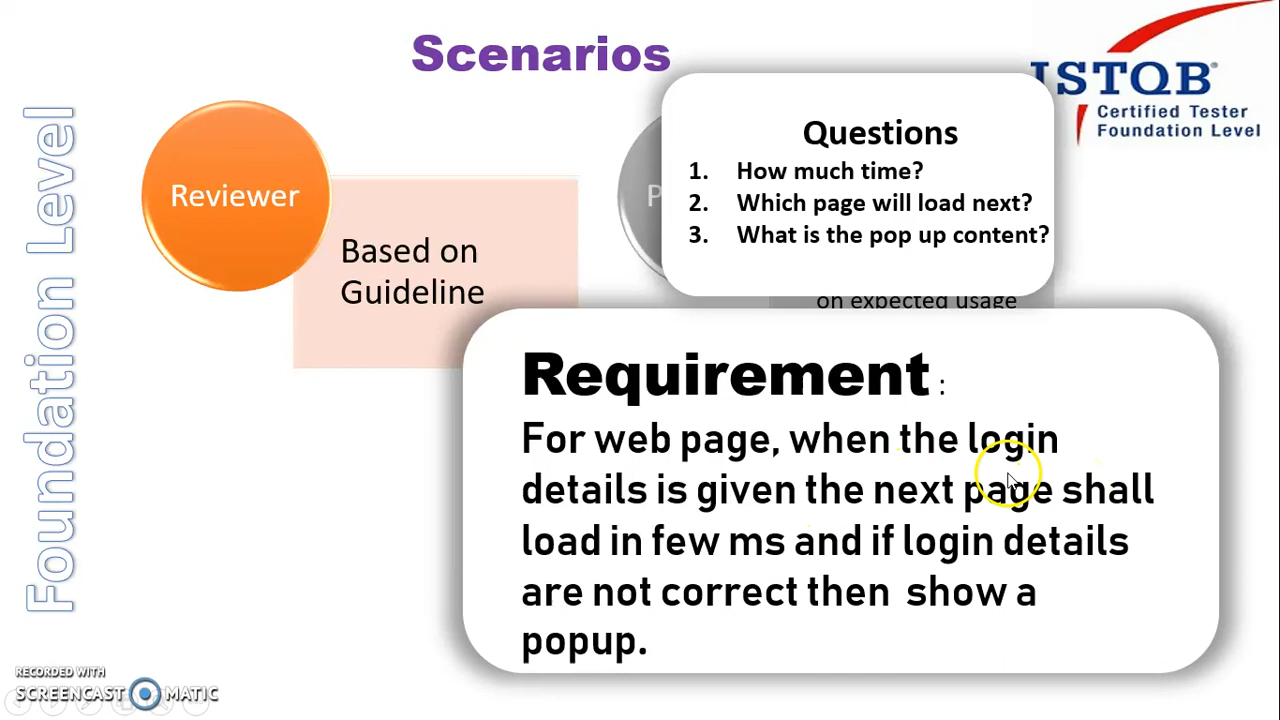 Scenarios
ISTQB®
Certified Tester
Foundation Level
Foundation Level
Reviewer
Based on
Guideline
P
Questions
1. How much time?
2. Which page will load next?
3. What is the pop up content?
on expected usage
Requirement :
For web page, when the login
details is given the next page shall
load in few ms and if login details
are not correct then show a
popup.
RECORDED WITH
SCREENCAST MATIC